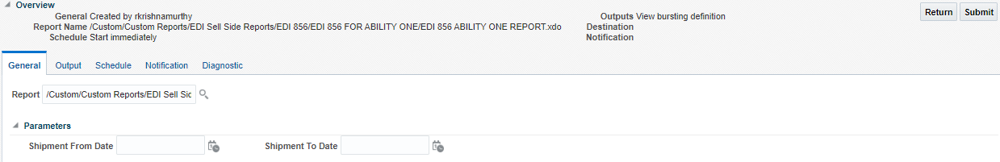 Overview
General Created by rkrishnamurthy
Outputs View bursting definition
Return Submit
Report Name /Custom/Custom Reports/EDI Sell Side Reports/EDI 856/EDI 856 FOR ABILITY ONE/EDI 856 ABILITY ONE REPORT.xdo
Destination
Schedule Start immediately
Notification
General Output Schedule Notification Diagnostic
Report /Custom/Custom Reports/EDI Sell Sid
Parameters
Shipment From Date Shipment To Date